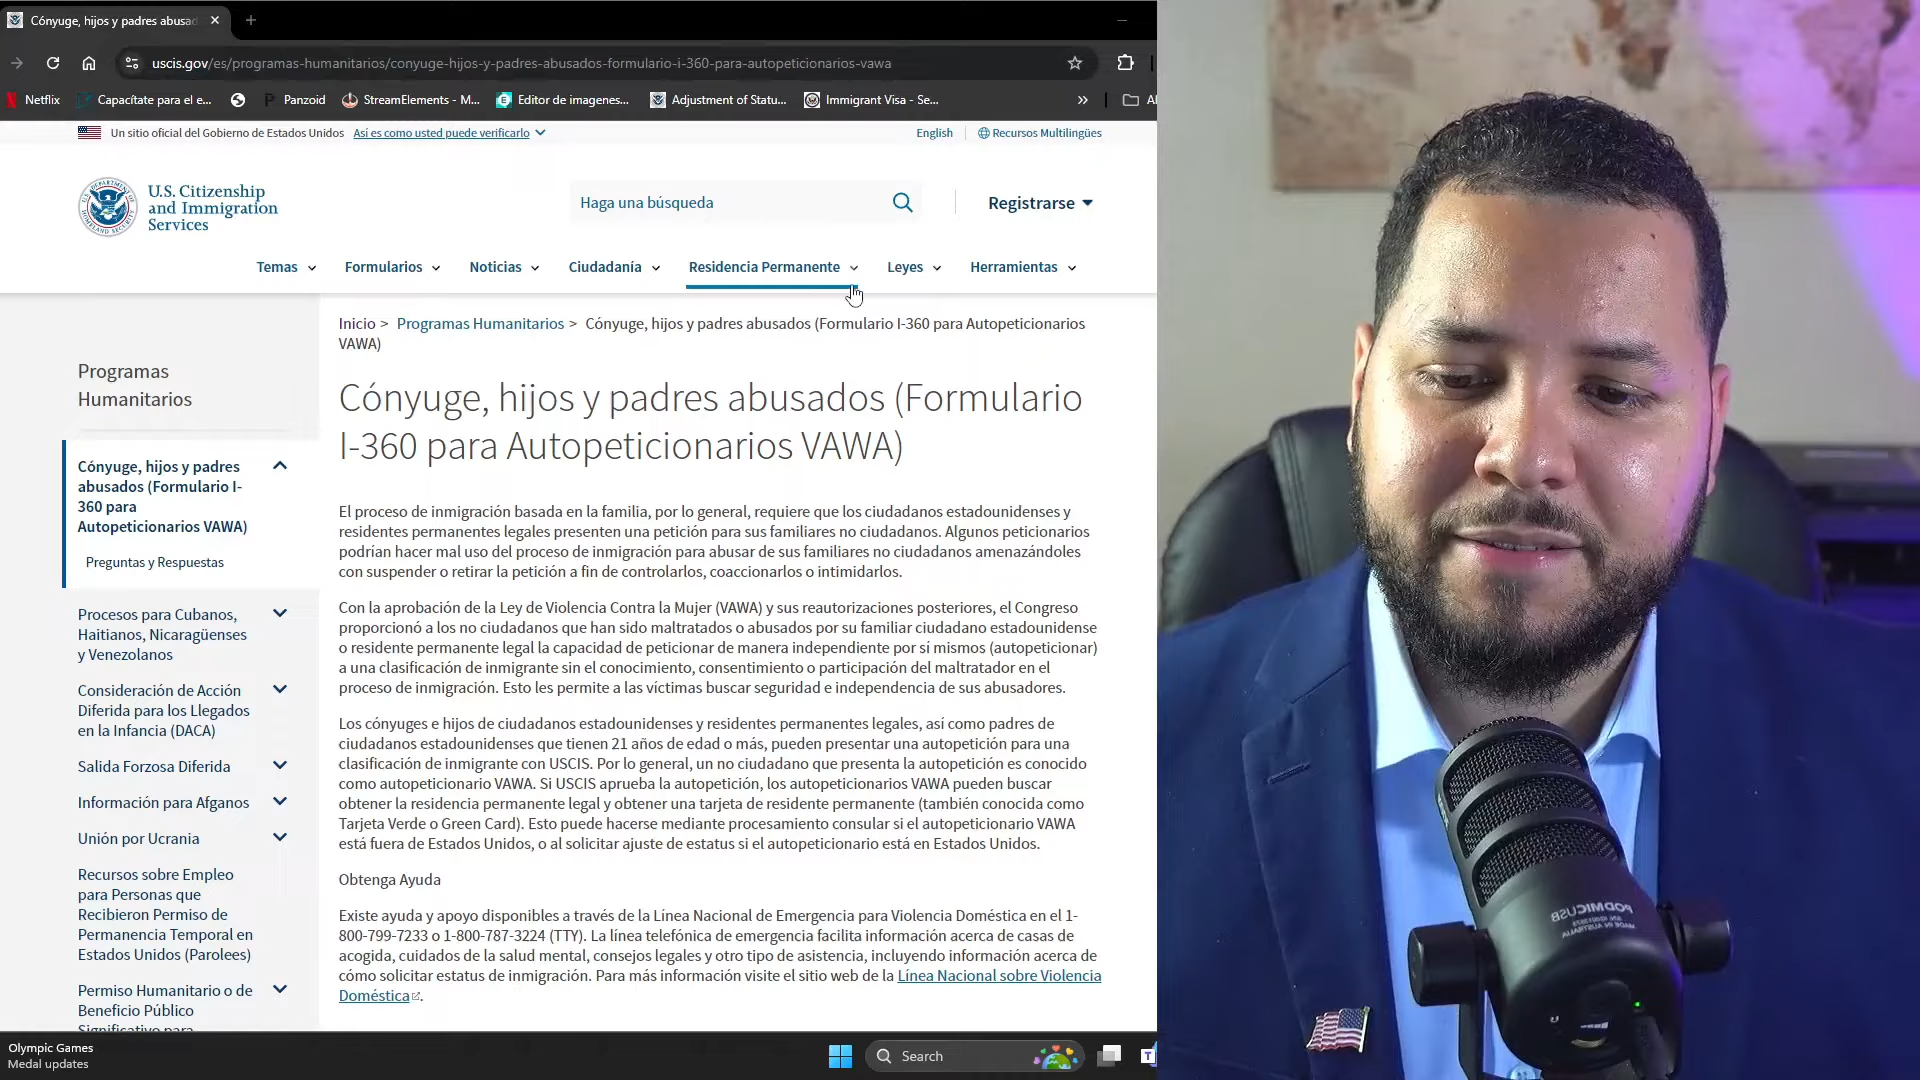 Cónyuge, hijos y padres abusad
uscis.gov/es/programas-humanitarios/conyuge-hijos-y-padres-abusados-formulario-i-360-para-autopeticionarios-vawa
Netflix
Capacítate para el e...
Panzoid
StreamElements - M...
Editor de imagenes...
Adjustment of Statu...
Immigrant Visa - Se...
Un sitio oficial del Gobierno de Estados Unidos
Así es como usted puede verificarlo
English
Recursos Multilingües
U.S. Citizenship
and Immigration
Services
Haga una búsqueda
Registrarse
Temas
Formularios
Noticias
Ciudadanía
Residencia Permanente
Leyes
Herramientas
Inicio > Programas Humanitarios > Cónyuge, hijos y padres abusados (Formulario I-360 para Autopeticionarios
VAWA)
Programas
Humanitarios
Cónyuge, hijos y padres
abusados (Formulario I-
360 para
Autopeticionarios VAWA)
Preguntas y Respuestas
Procesos para Cubanos,
Haitianos, Nicaragüenses
y Venezolanos
Consideración de Acción
Diferida para los Llegados
en la Infancia (DACA)
Salida Forzosa Diferida
Información para Afganos
Unión por Ucrania
Recursos sobre Empleo
para Personas que
Recibieron Permiso de
Permanencia Temporal en
Estados Unidos (Parolees)
Permiso Humanitario o de
Beneficio Público
Significativo para
Cónyuge, hijos y padres abusados (Formulario
I-360 para Autopeticionarios VAWA)
El proceso de inmigración basada en la familia, por lo general, requiere que los ciudadanos estadounidenses y
residentes permanentes legales presenten una petición para sus familiares no ciudadanos. Algunos peticionarios
podrían hacer mal uso del proceso de inmigración para abusar de sus familiares no ciudadanos amenazándoles
con suspender o retirar la petición a fin de controlarlos, coaccionarlos o intimidarlos.
Con la aprobación de la Ley de Violencia Contra la Mujer (VAWA) y sus reautorizaciones posteriores, el Congreso
proporcionó a los no ciudadanos que han sido maltratados o abusados por su familiar ciudadano estadounidense
o residente permanente legal la capacidad de peticionar de manera independiente por sí mismos (autopeticionar)
a una clasificación de inmigrante sin el conocimiento, consentimiento o participación del maltratador en el
proceso de inmigración. Esto les permite a las víctimas buscar seguridad e independencia de sus abusadores.
Los cónyuges e hijos de ciudadanos estadounidenses y residentes permanentes legales, así como padres de
ciudadanos estadounidenses que tienen 21 años de edad o más, pueden presentar una autopetición para una
clasificación de inmigrante con USCIS. Por lo general, un no ciudadano que presenta la autopetición es conocido
como autopeticionario VAWA. Si USCIS aprueba la autopetición, los autopeticionarios VAWA pueden buscar
obtener la residencia permanente legal y obtener una tarjeta de residente permanente (también conocida como
Tarjeta Verde o Green Card). Esto puede hacerse mediante procesamiento consular si el autopeticionario VAWA
está fuera de Estados Unidos, o al solicitar ajuste de estatus si el autopeticionario está en Estados Unidos.
Obtenga Ayuda
Existe ayuda y apoyo disponibles a través de la Línea Nacional de Emergencia para Violencia Doméstica en el 1-
800-799-7233 o 1-800-787-3224 (TTY). La línea telefónica de emergencia facilita información acerca de casas de
acogida, cuidados de la salud mental, consejos legales y otro tipo de asistencia, incluyendo información acerca de
cómo solicitar estatus de inmigración. Para más información visite el sitio web de la Línea Nacional sobre Violencia
Doméstica.
Olympic Games
Medal updates
Search
PODMICUSB